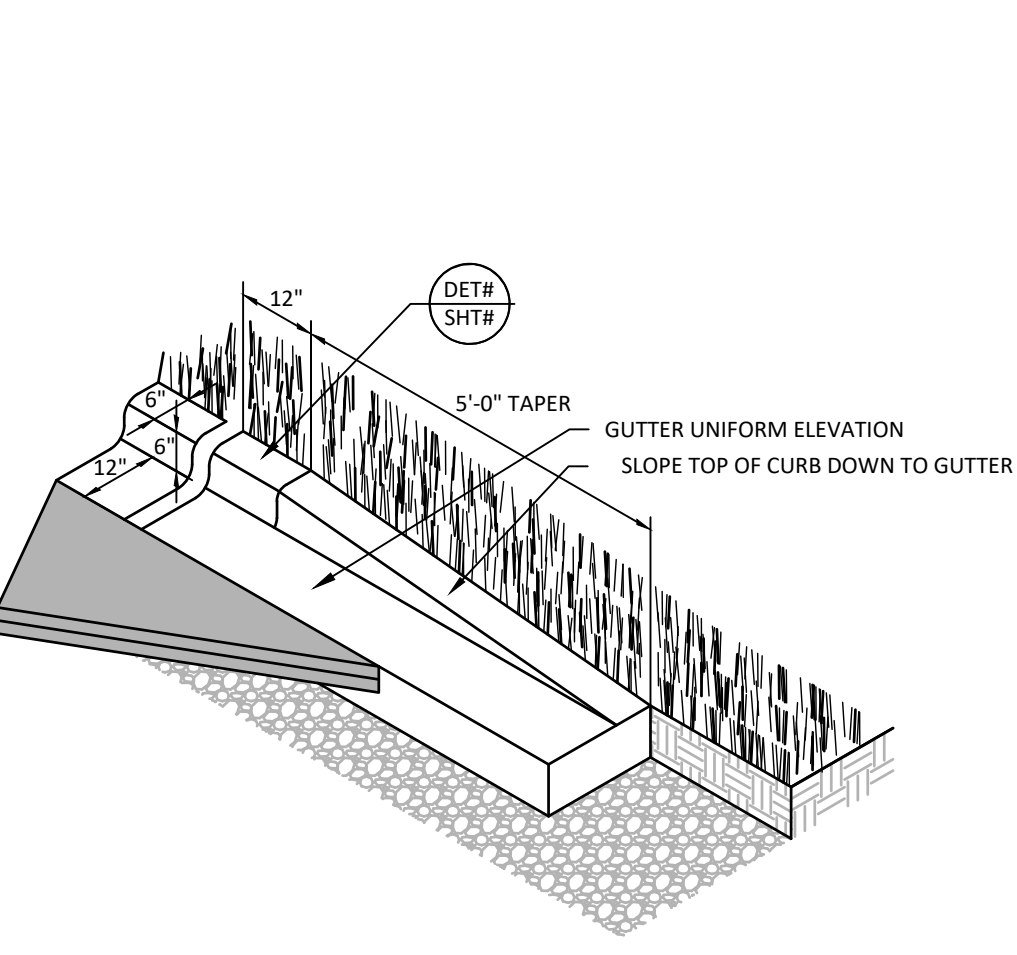 DET#
SHT#
12"
5'-0" TAPER
6"
GUTTER UNIFORM ELEVATION
6"
SLOPE TOP OF CURB DOWN TO GUTTER
12"